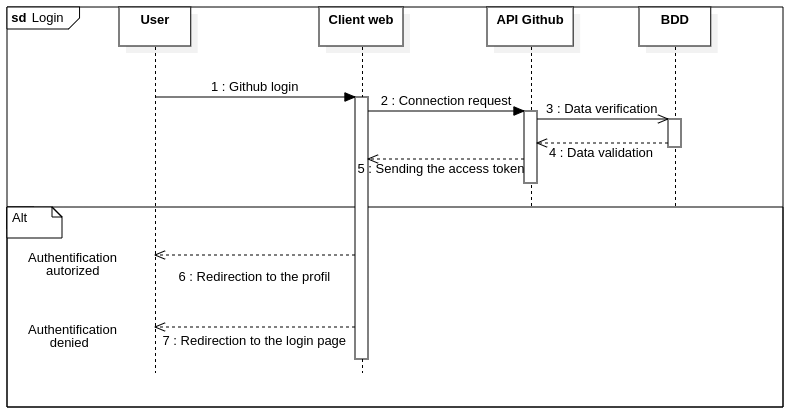 sd Login
User
Client web
API Github
BDD
1 : Github login
2 : Connection request
3 : Data verification
4 : Data validation
5 : Sending the access token
Alt
Authentification
autorized
6 : Redirection to the profil
Authentification
denied
7 : Redirection to the login page